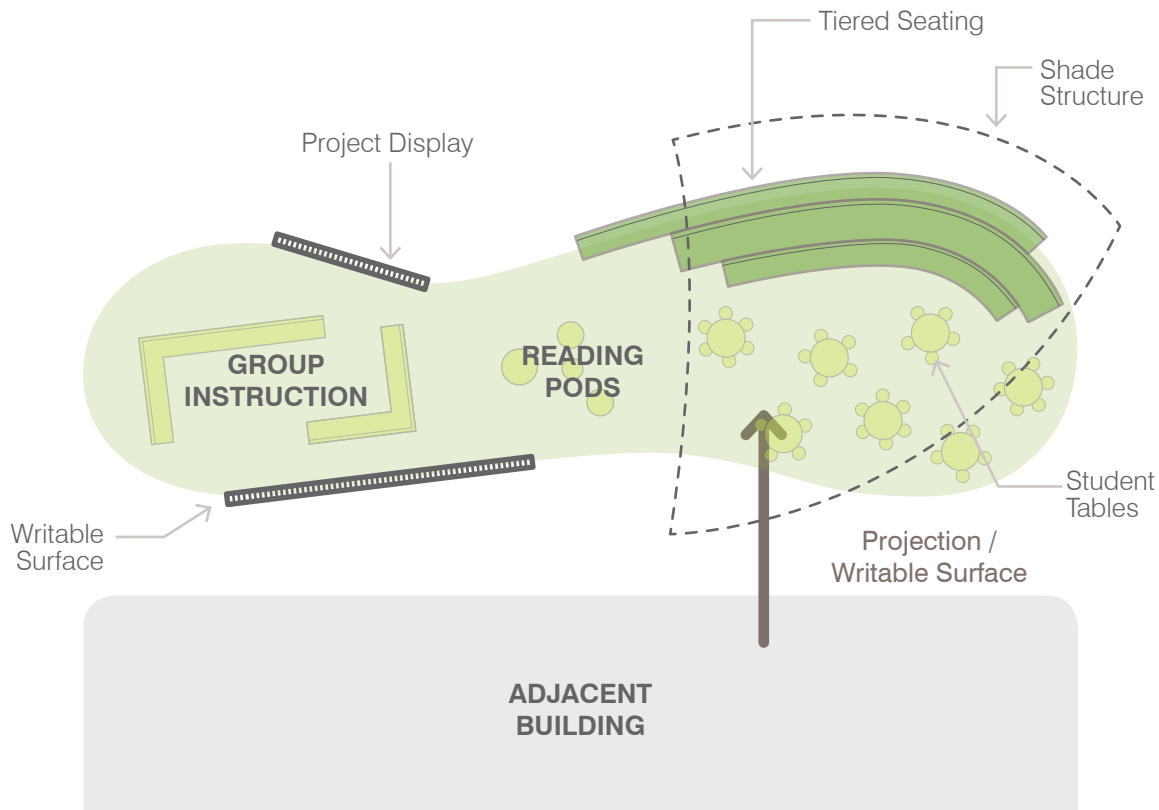 Tiered Seating
Shade
Structure
Project Display
GROUP
INSTRUCTION
READING
PODS
Student
Tables
Writable
Surface
Projection /
Writable Surface
ADJACENT
BUILDING